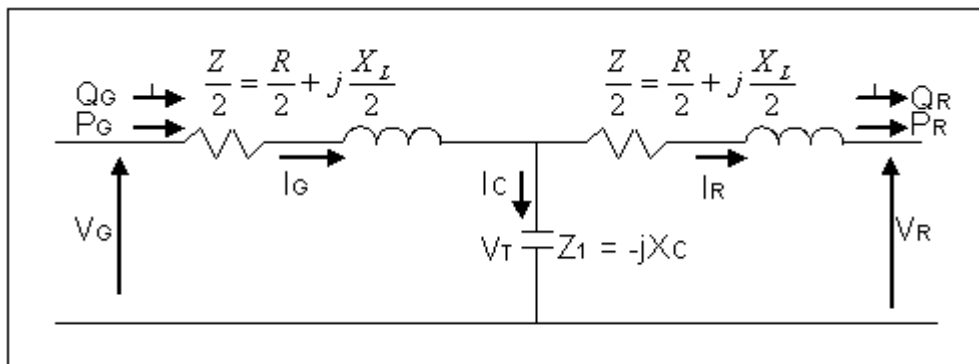 Z/2 = R/2 + j X_L/2
Z/2 = R/2 + j X_L/2
QG
PG
QR
PR
IG
IC
IR
VG
VT
Z1 = -jXC
VR